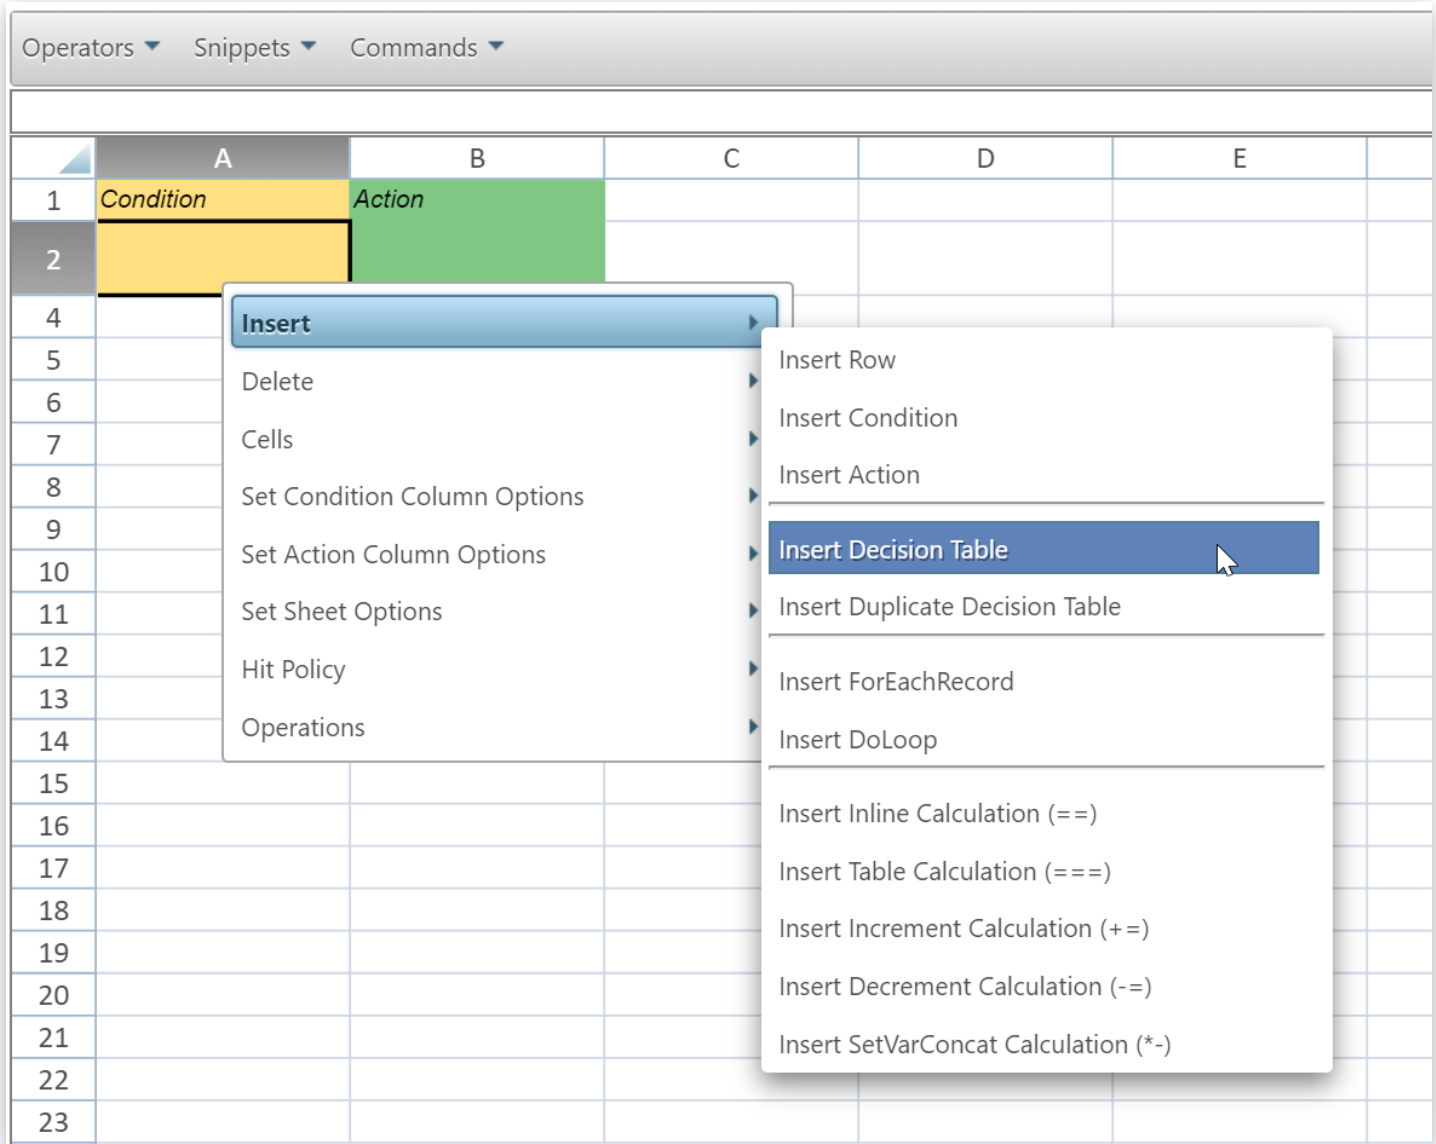 Operators Snippets Commands
A B C D E
1 Condition Action
2
4
Insert
5
Delete
6
7
Cells
8
Set Condition Column Options
9
Set Action Column Options
10
11
Set Sheet Options
12
Hit Policy
13
14
Operations
Insert Row
Insert Condition
Insert Action
Insert Decision Table
Insert Duplicate Decision Table
Insert ForEachRecord
Insert DoLoop
Insert Inline Calculation (==)
Insert Table Calculation (===)
Insert Increment Calculation (+=)
Insert Decrement Calculation (-=)
Insert SetVarConcat Calculation (*-)
15
16
17
18
19
20
21
22
23